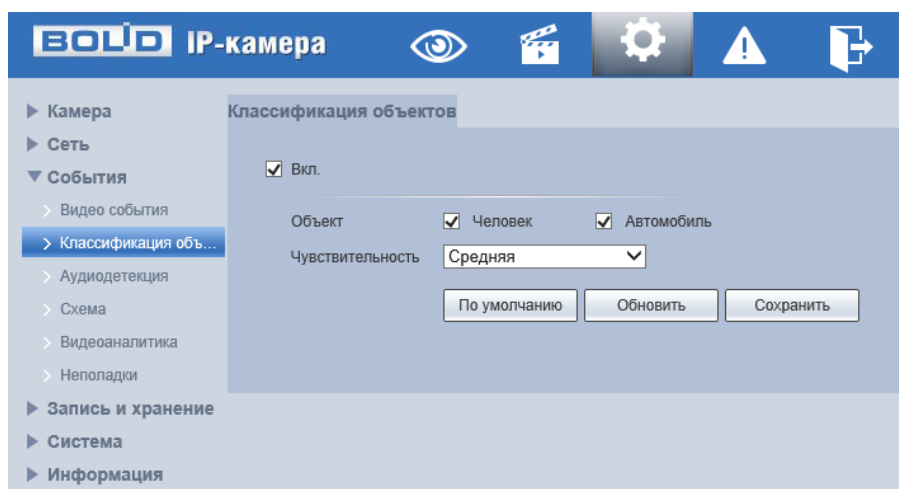 BOLID IP-камера
Камера
Классификация объектов
Сеть
События
Вкл.
Видео события
Объект Человек Автомобиль
Классификация объ...
Чувствительность Средняя
Аудиодетекция
По умолчанию Обновить Сохранить
Схема
Видеоаналитика
Неполадки
Запись и хранение
Система
Информация